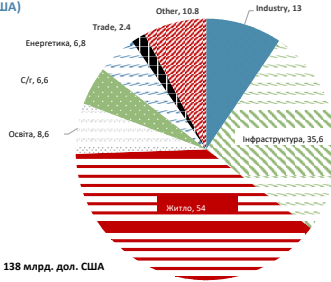 США)
Other, 10.8
Industry, 13
Trade, 2.4
Енергетика, 6,8
С/г, 6,6
Освіта, 8,6
Інфраструктура, 35,6
Житло, 54
138 млрд. дол. США